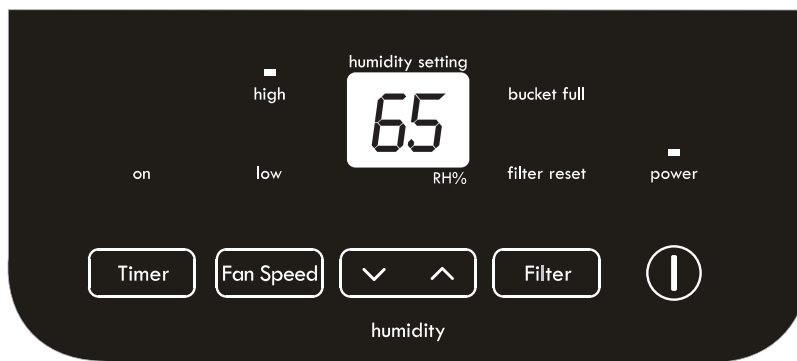 humidity setting
high
65
bucket full
on
low
RH%
filter reset
power
Timer
Fan Speed
Filter
humidity